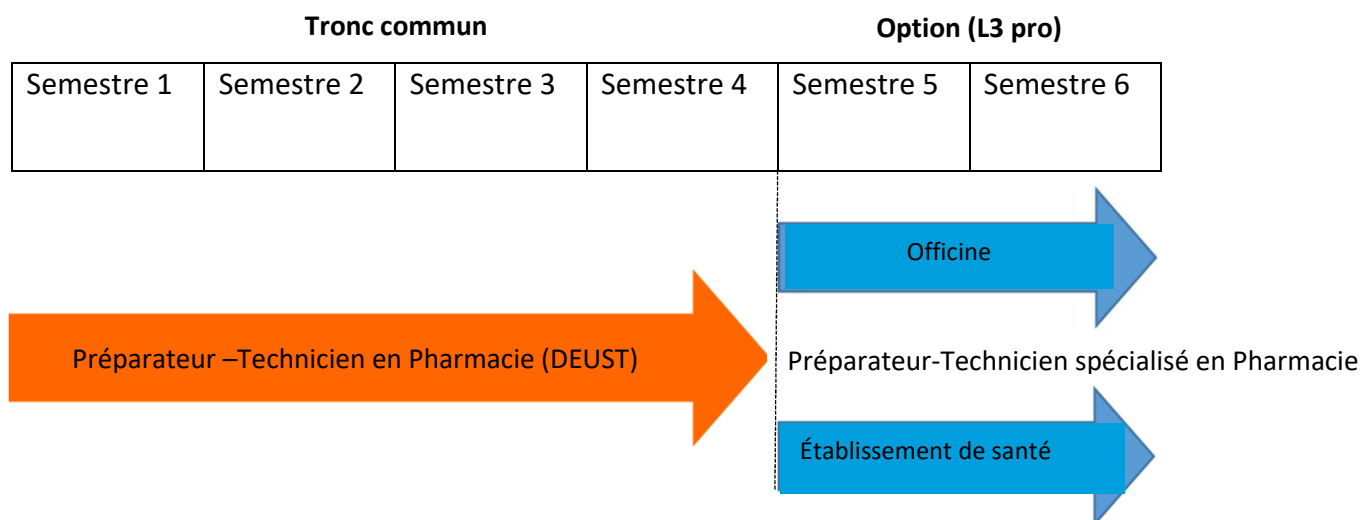 Tronc commun
Option (L3 pro)
Semestre 1
Semestre 2
Semestre 3
Semestre 4
Semestre 5
Semestre 6
Officine
Préparateur –Technicien en Pharmacie (DEUST)
Préparateur-Technicien spécialisé en Pharmacie
Établissement de santé